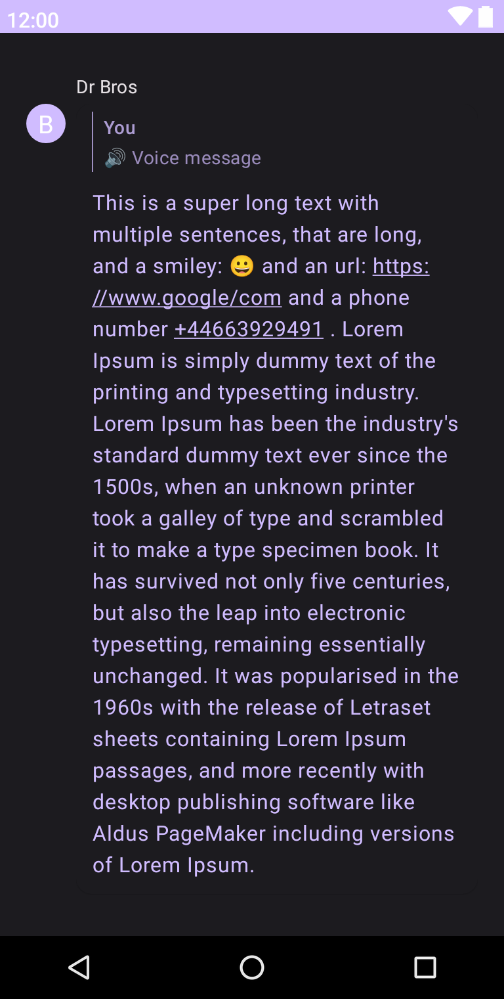 12:00
Dr Bros
B
You
🔊 Voice message
This is a super long text with
multiple sentences, that are long,
and a smiley: 😀 and an url: https:
//www.google/com and a phone
number +44663929491 . Lorem
Ipsum is simply dummy text of the
printing and typesetting industry.
Lorem Ipsum has been the industry's
standard dummy text ever since the
1500s, when an unknown printer
took a galley of type and scrambled
it to make a type specimen book. It
has survived not only five centuries,
but also the leap into electronic
typesetting, remaining essentially
unchanged. It was popularised in the
1960s with the release of Letraset
sheets containing Lorem Ipsum
passages, and more recently with
desktop publishing software like
Aldus PageMaker including versions
of Lorem Ipsum.